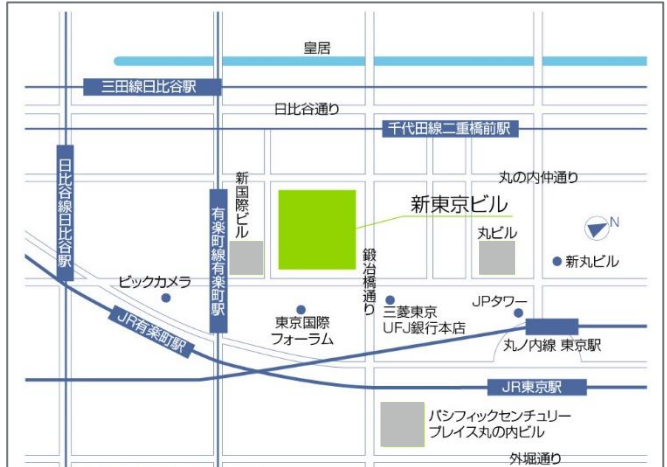 皇居
三田線日比谷駅
日比谷通り
千代田線二重橋前駅
日比谷線日比谷駅
丸の内仲通り
新国際ビル
有楽町線有楽町駅
新東京ビル
N
丸ビル
新丸ビル
鍛冶橋通り
ビックカメラ
JR有楽町駅
東京国際
フォーラム
三菱東京
UFJ銀行本店
JPタワー
丸ノ内線 東京駅
JR東京駅
パシフィックセンチュリー
プレイス丸の内ビル
外堀通り